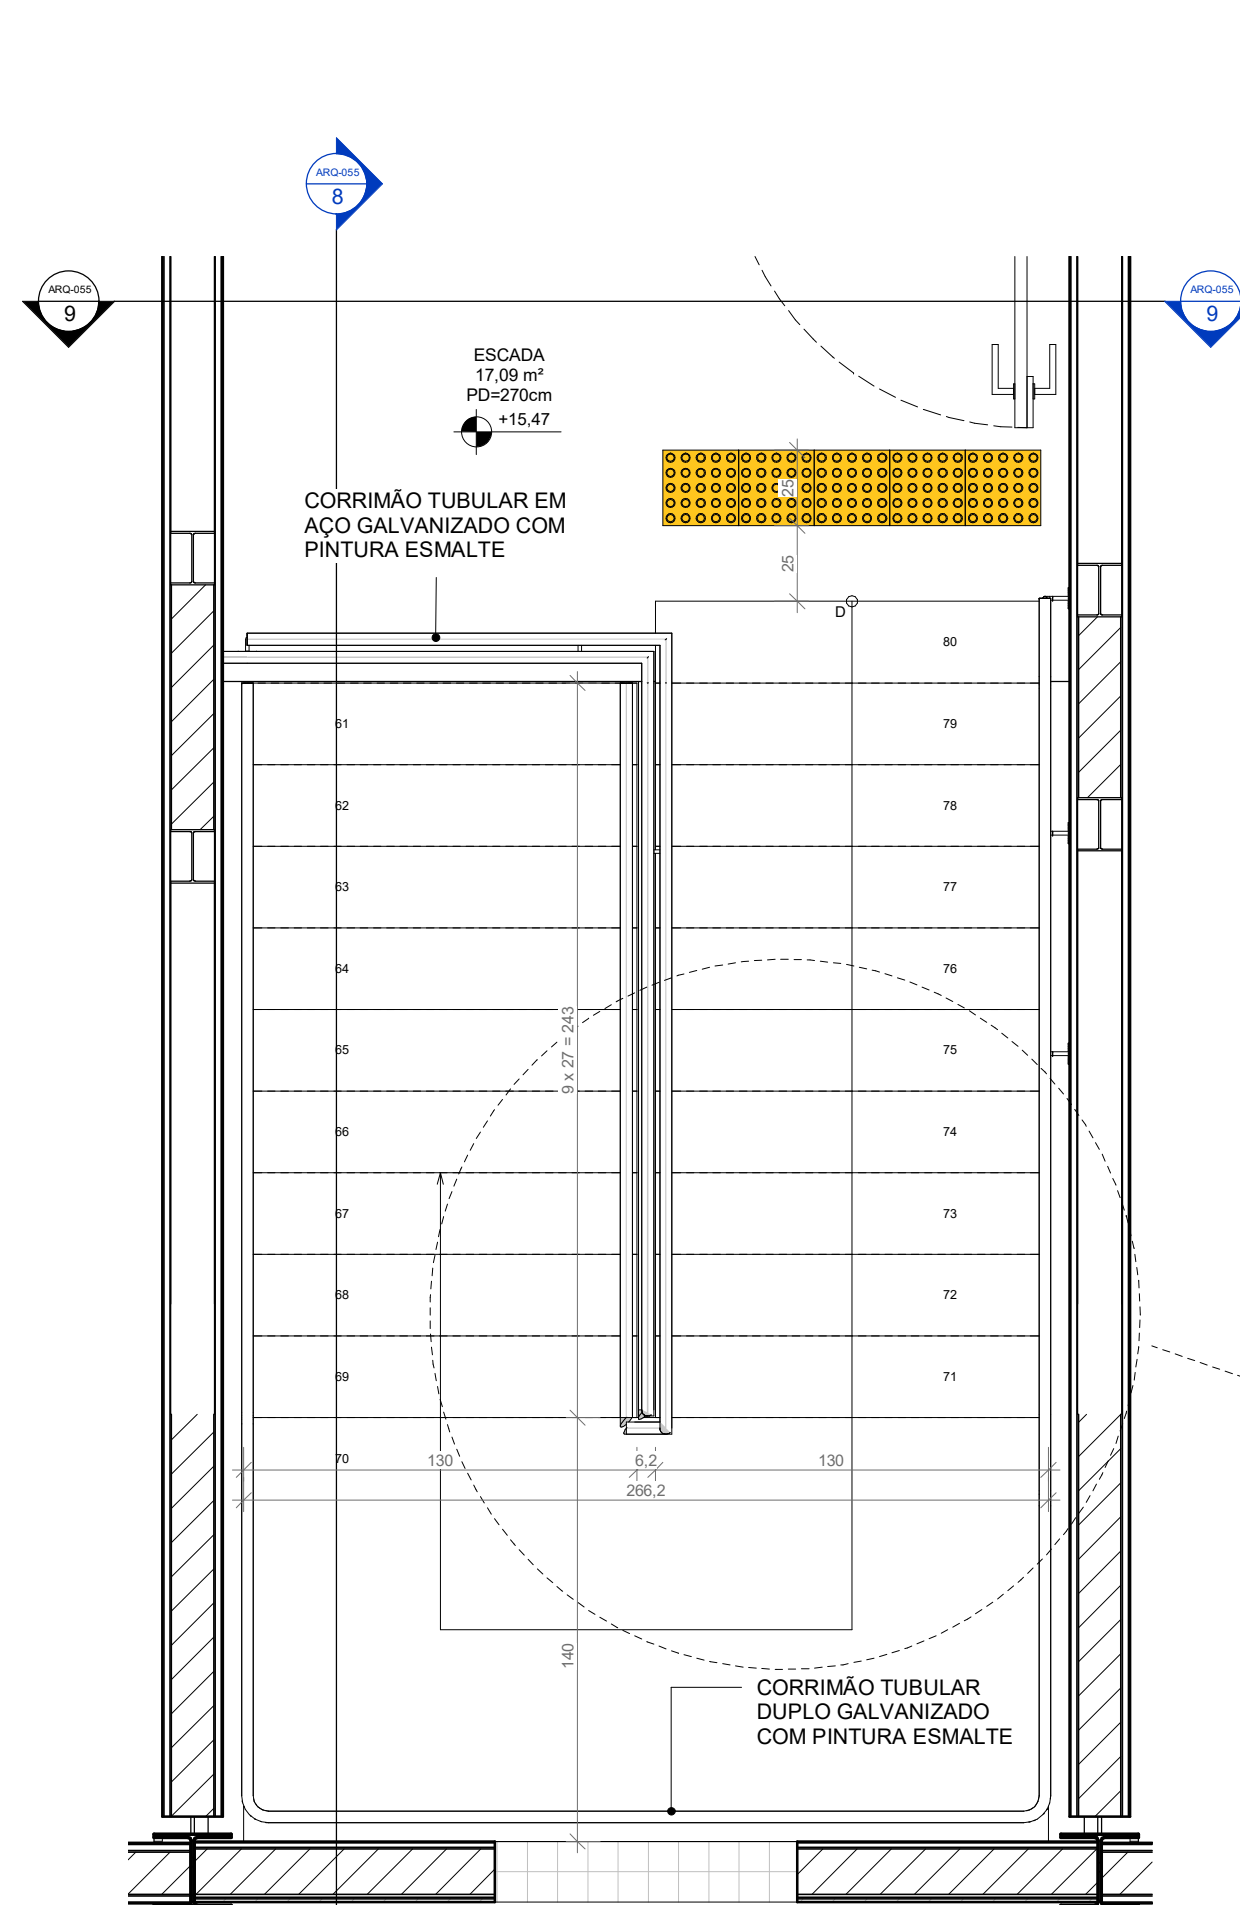 ARQ-055
8
ARQ-055
9
ARQ-055
9
ESCADA
17,09 m²
PD=270cm
+15,47
CORRIMÃO TUBULAR EM
AÇO GALVANIZADO COM
PINTURA ESMALTE
25
25
D
80
61
79
62
78
63
77
64
76
9 x 27 = 243
65
75
66
74
67
73
68
72
69
71
70
130
6,2
130
266,2
140
CORRIMÃO TUBULAR
DUPLO GALVANIZADO
COM PINTURA ESMALTE